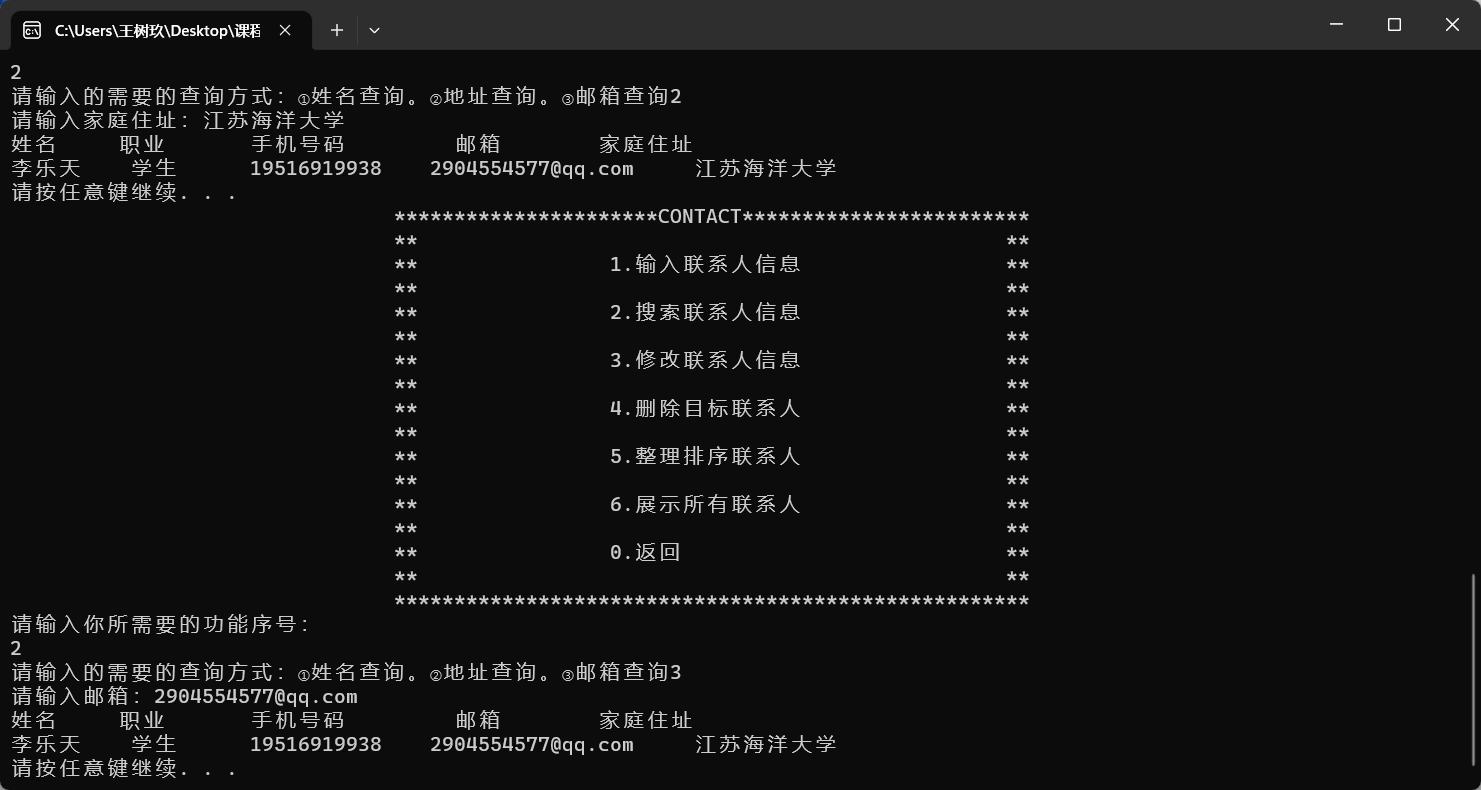 C:\Users\王树玖\Desktop\课程
2
请输入的需要的查询方式：①姓名查询。②地址查询。③邮箱查询2
请输入家庭住址：江苏海洋大学
姓名 职业 手机号码 邮箱 家庭住址
李乐天 学生 19516919938 2904554577@qq.com 江苏海洋大学
请按任意键继续. . .
**********************CONTACT************************
** **
** 1.输入联系人信息 **
** **
** 2.搜索联系人信息 **
** **
** 3.修改联系人信息 **
** **
** 4.删除目标联系人 **
** **
** 5.整理排序联系人 **
** **
** 6.展示所有联系人 **
** **
** 0.返回 **
** **
*****************************************************
请输入你所需要的功能序号：
2
请输入的需要的查询方式：①姓名查询。②地址查询。③邮箱查询3
请输入邮箱：2904554577@qq.com
姓名 职业 手机号码 邮箱 家庭住址
李乐天 学生 19516919938 2904554577@qq.com 江苏海洋大学
请按任意键继续. . .